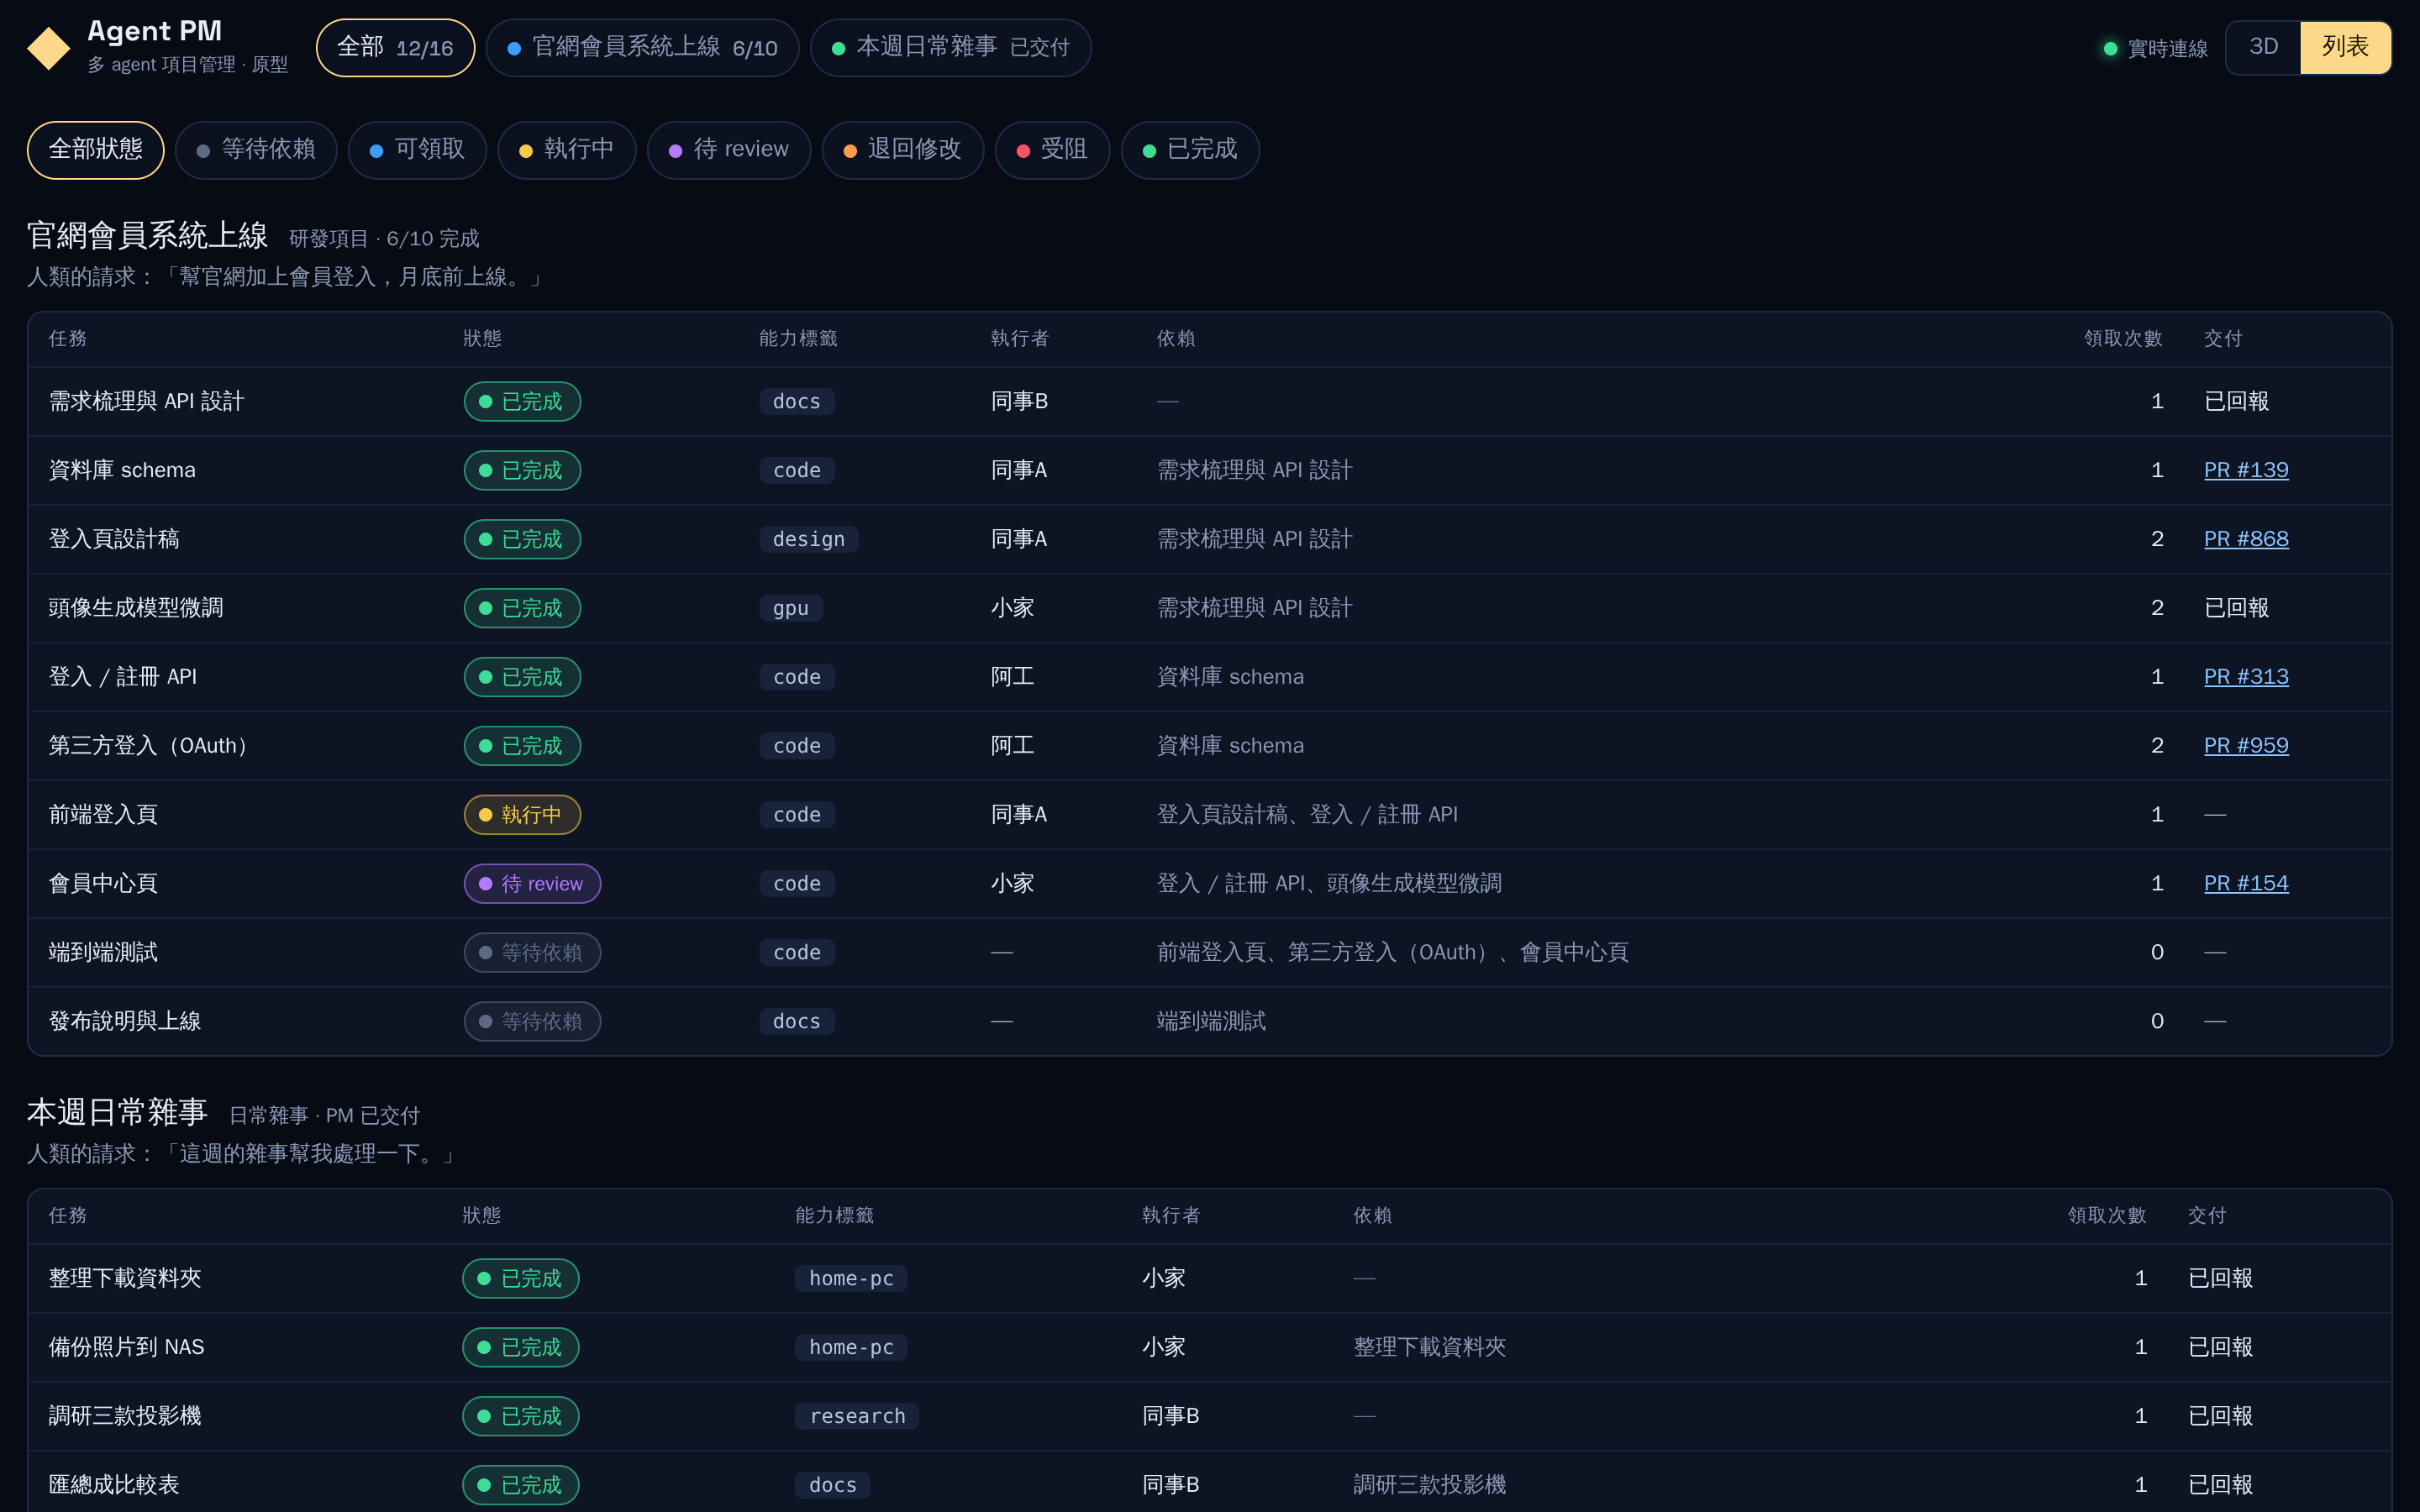 Agent PM
多 agent 項目管理 · 原型
全部 12/16
官網會員系統上線 6/10
本週日常雜事 已交付
實時連線
3D
列表
全部狀態
等待依賴
可領取
執行中
待 review
退回修改
受阻
已完成
官網會員系統上線 研發項目 · 6/10 完成
人類的請求：「幫官網加上會員登入，月底前上線。」
任務 狀態 能力標籤 執行者 依賴 領取次數 交付
需求梳理與 API 設計 已完成 docs 同事B — 1 已回報
資料庫 schema 已完成 code 同事A 需求梳理與 API 設計 1 PR #139
登入頁設計稿 已完成 design 同事A 需求梳理與 API 設計 2 PR #868
頭像生成模型微調 已完成 gpu 小家 需求梳理與 API 設計 2 已回報
登入 / 註冊 API 已完成 code 阿工 資料庫 schema 1 PR #313
第三方登入（OAuth） 已完成 code 阿工 資料庫 schema 2 PR #959
前端登入頁 執行中 code 同事A 登入頁設計稿、登入 / 註冊 API 1 —
會員中心頁 待 review code 小家 登入 / 註冊 API、頭像生成模型微調 1 PR #154
端到端測試 等待依賴 code — 前端登入頁、第三方登入（OAuth）、會員中心頁 0 —
發布說明與上線 等待依賴 docs — 端到端測試 0 —
本週日常雜事 日常雜事 · PM 已交付
人類的請求：「這週的雜事幫我處理一下。」
任務 狀態 能力標籤 執行者 依賴 領取次數 交付
整理下載資料夾 已完成 home-pc 小家 — 1 已回報
備份照片到 NAS 已完成 home-pc 小家 整理下載資料夾 1 已回報
調研三款投影機 已完成 research 同事B — 1 已回報
匯總成比較表 已完成 docs 同事B 調研三款投影機 1 已回報